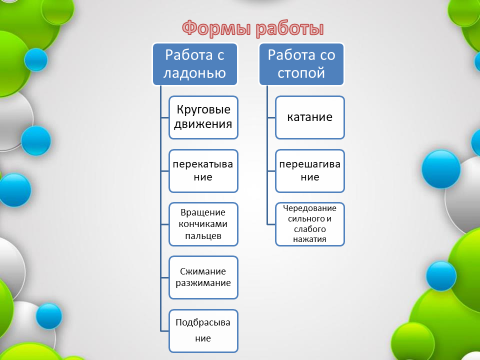 Формы работы
Работа с
ладонью
Круговые
движения
перекатыва
ние
Вращение
кончиками
пальцев
Сжимание
разжимание
Подбрасыва
ние
Работа со
стопой
катание
перешагива
ние
Чередование
сильного и
слабого
нажатия